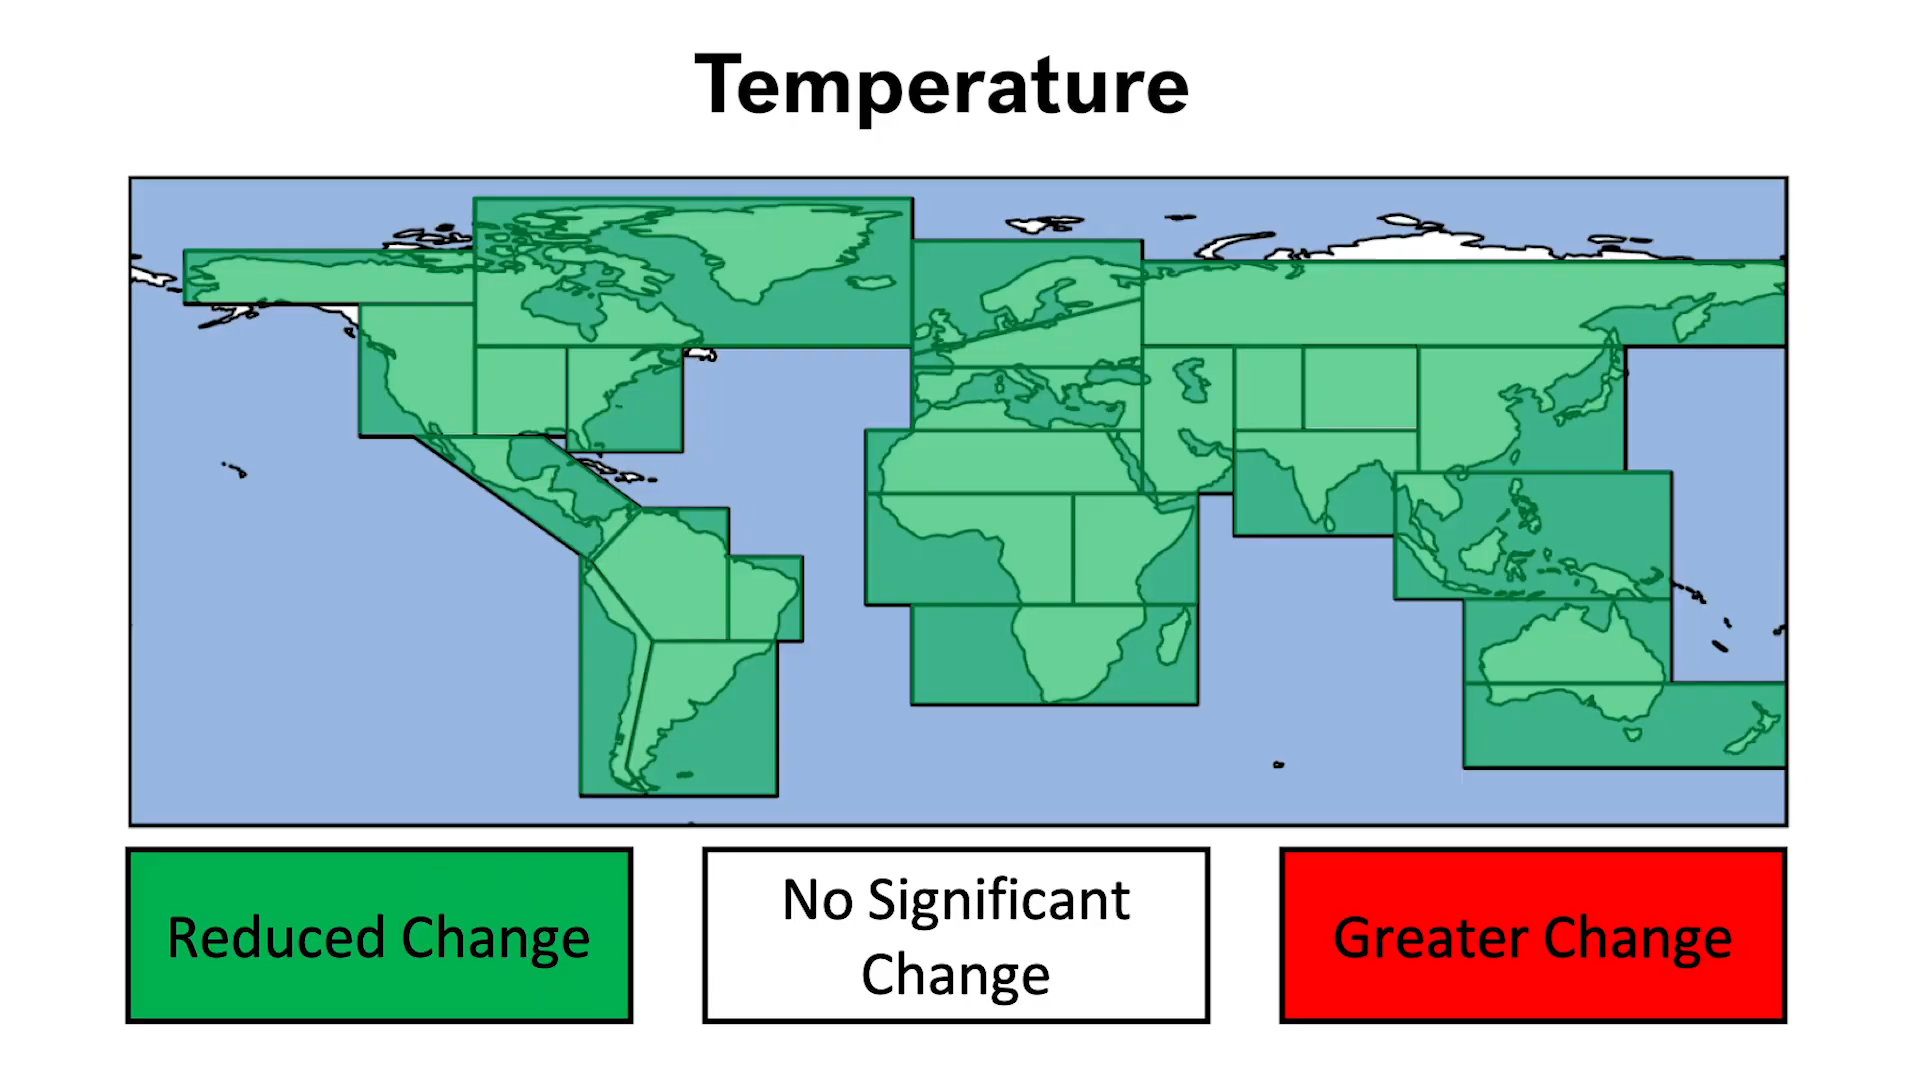 Temperature
Reduced Change
No Significant
Change
Greater Change